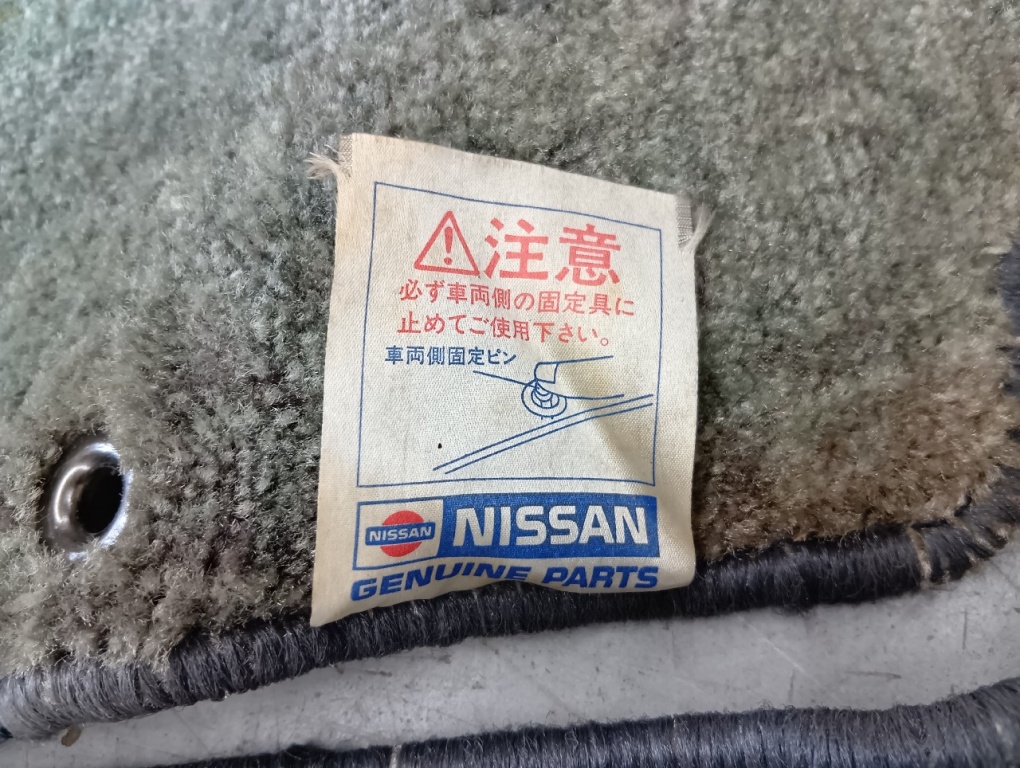 注意
必ず車両側の固定具に
止めてご使用下さい。
車両側固定ピン
NISSAN NISSAN
GENUINE PARTS